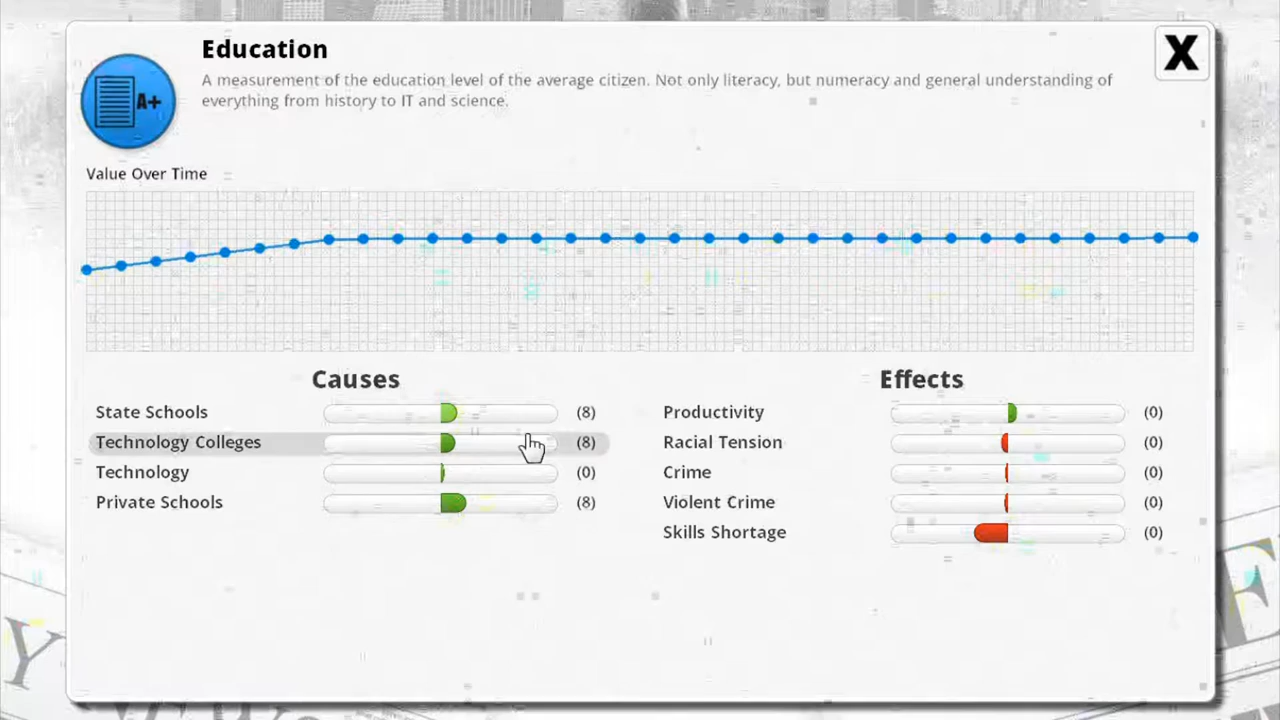 Education
A measurement of the education level of the average citizen. Not only literacy, but numeracy and general understanding of
everything from history to IT and science.
A+
X
Value Over Time
Causes
State Schools (8)
Technology Colleges (8)
Technology (0)
Private Schools (8)
Effects
Productivity (0)
Racial Tension (0)
Crime (0)
Violent Crime (0)
Skills Shortage (0)